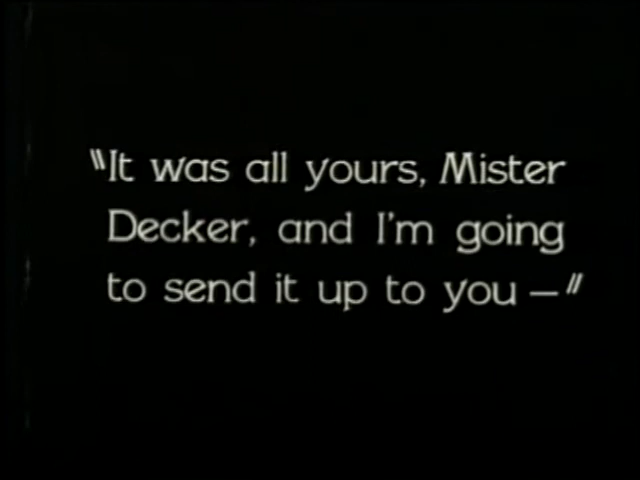 "It was all yours, Mister
Decker, and I'm going
to send it up to you —"